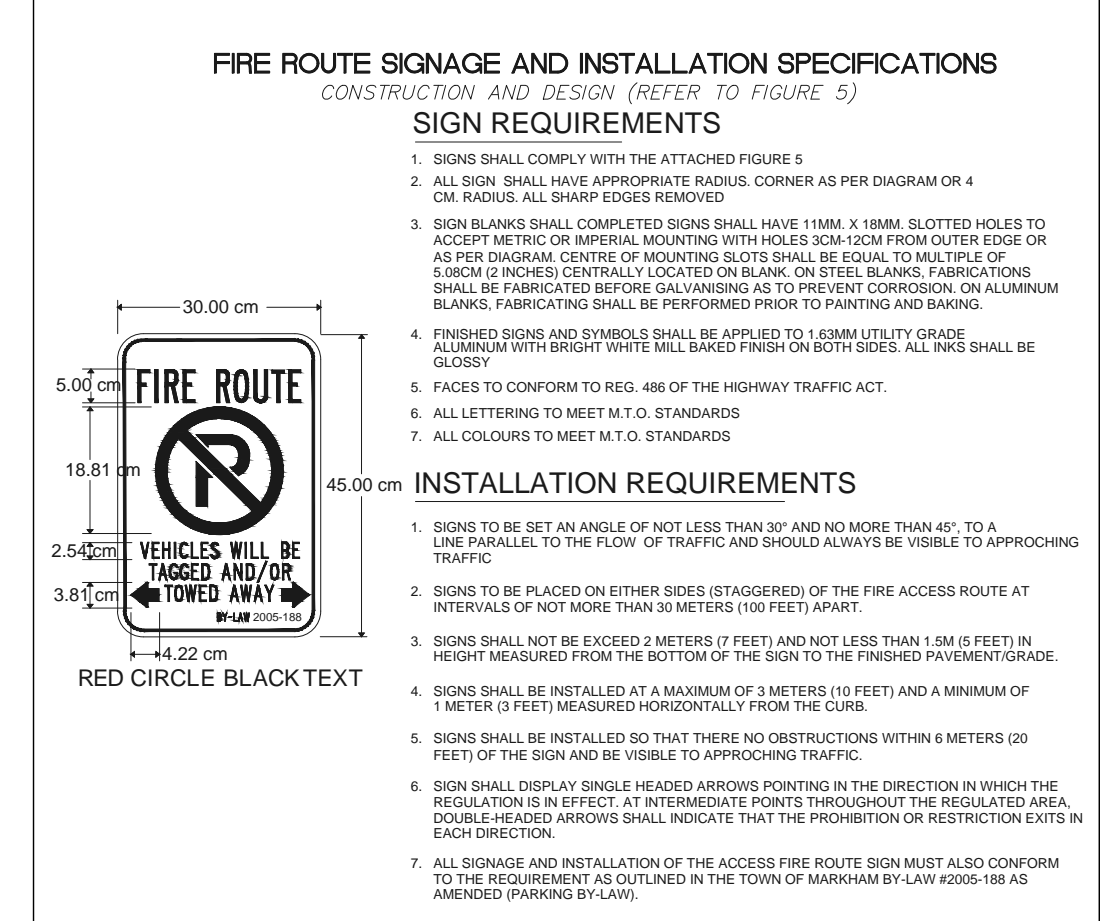 FIRE ROUTE SIGNAGE AND INSTALLATION SPECIFICATIONS
CONSTRUCTION AND DESIGN (REFER TO FIGURE 5)
SIGN REQUIREMENTS
1. SIGNS SHALL COMPLY WITH THE ATTACHED FIGURE 5
2. ALL SIGN SHALL HAVE APPROPRIATE RADIUS. CORNER AS PER DIAGRAM OR 4
CM. RADIUS. ALL SHARP EDGES REMOVED
3. SIGN BLANKS SHALL COMPLETED SIGNS SHALL HAVE 11MM. X 18MM. SLOTTED HOLES TO
ACCEPT METRIC OR IMPERIAL MOUNTING WITH HOLES 3CM-12CM FROM OUTER EDGE OR
AS PER DIAGRAM. CENTRE OF MOUNTING SLOTS SHALL BE EQUAL TO MULTIPLE OF
5.08CM (2 INCHES) CENTRALLY LOCATED ON BLANK. ON STEEL BLANKS, FABRICATIONS
SHALL BE FABRICATED BEFORE GALVANISING AS TO PREVENT CORROSION. ON ALUMINUM
BLANKS, FABRICATING SHALL BE PERFORMED PRIOR TO PAINTING AND BAKING.
4. FINISHED SIGNS AND SYMBOLS SHALL BE APPLIED TO 1.63MM UTILITY GRADE
ALUMINUM WITH BRIGHT WHITE MILL BAKED FINISH ON BOTH SIDES. ALL INKS SHALL BE
GLOSSY
5. FACES TO CONFORM TO REG. 486 OF THE HIGHWAY TRAFFIC ACT.
6. ALL LETTERING TO MEET M.T.O. STANDARDS
7. ALL COLOURS TO MEET M.T.O. STANDARDS
30.00 cm
5.00 cm
FIRE ROUTE
P
18.81 cm
45.00 cm
2.54 cm
VEHICLES WILL BE
TAGGED AND/OR
3.81 cm
TOWED AWAY
BY-LAW 2005-188
4.22 cm
RED CIRCLE BLACK TEXT
INSTALLATION REQUIREMENTS
1. SIGNS TO BE SET AN ANGLE OF NOT LESS THAN 30° AND NO MORE THAN 45°, TO A
LINE PARALLEL TO THE FLOW OF TRAFFIC AND SHOULD ALWAYS BE VISIBLE TO APPROCHING
TRAFFIC
2. SIGNS TO BE PLACED ON EITHER SIDES (STAGGERED) OF THE FIRE ACCESS ROUTE AT
INTERVALS OF NOT MORE THAN 30 METERS (100 FEET) APART.
3. SIGNS SHALL NOT BE EXCEED 2 METERS (7 FEET) AND NOT LESS THAN 1.5M (5 FEET) IN
HEIGHT MEASURED FROM THE BOTTOM OF THE SIGN TO THE FINISHED PAVEMENT/GRADE.
4. SIGNS SHALL BE INSTALLED AT A MAXIMUM OF 3 METERS (10 FEET) AND A MINIMUM OF
1 METER (3 FEET) MEASURED HORIZONTALLY FROM THE CURB.
5. SIGNS SHALL BE INSTALLED SO THAT THERE NO OBSTRUCTIONS WITHIN 6 METERS (20
FEET) OF THE SIGN AND BE VISIBLE TO APPROCHING TRAFFIC.
6. SIGN SHALL DISPLAY SINGLE HEADED ARROWS POINTING IN THE DIRECTION IN WHICH THE
REGULATION IS IN EFFECT. AT INTERMEDIATE POINTS THROUGHOUT THE REGULATED AREA,
DOUBLE-HEADED ARROWS SHALL INDICATE THAT THE PROHIBITION OR RESTRICTION EXITS IN
EACH DIRECTION.
7. ALL SIGNAGE AND INSTALLATION OF THE ACCESS FIRE ROUTE SIGN MUST ALSO CONFORM
TO THE REQUIREMENT AS OUTLINED IN THE TOWN OF MARKHAM BY-LAW #2005-188 AS
AMENDED (PARKING BY-LAW).